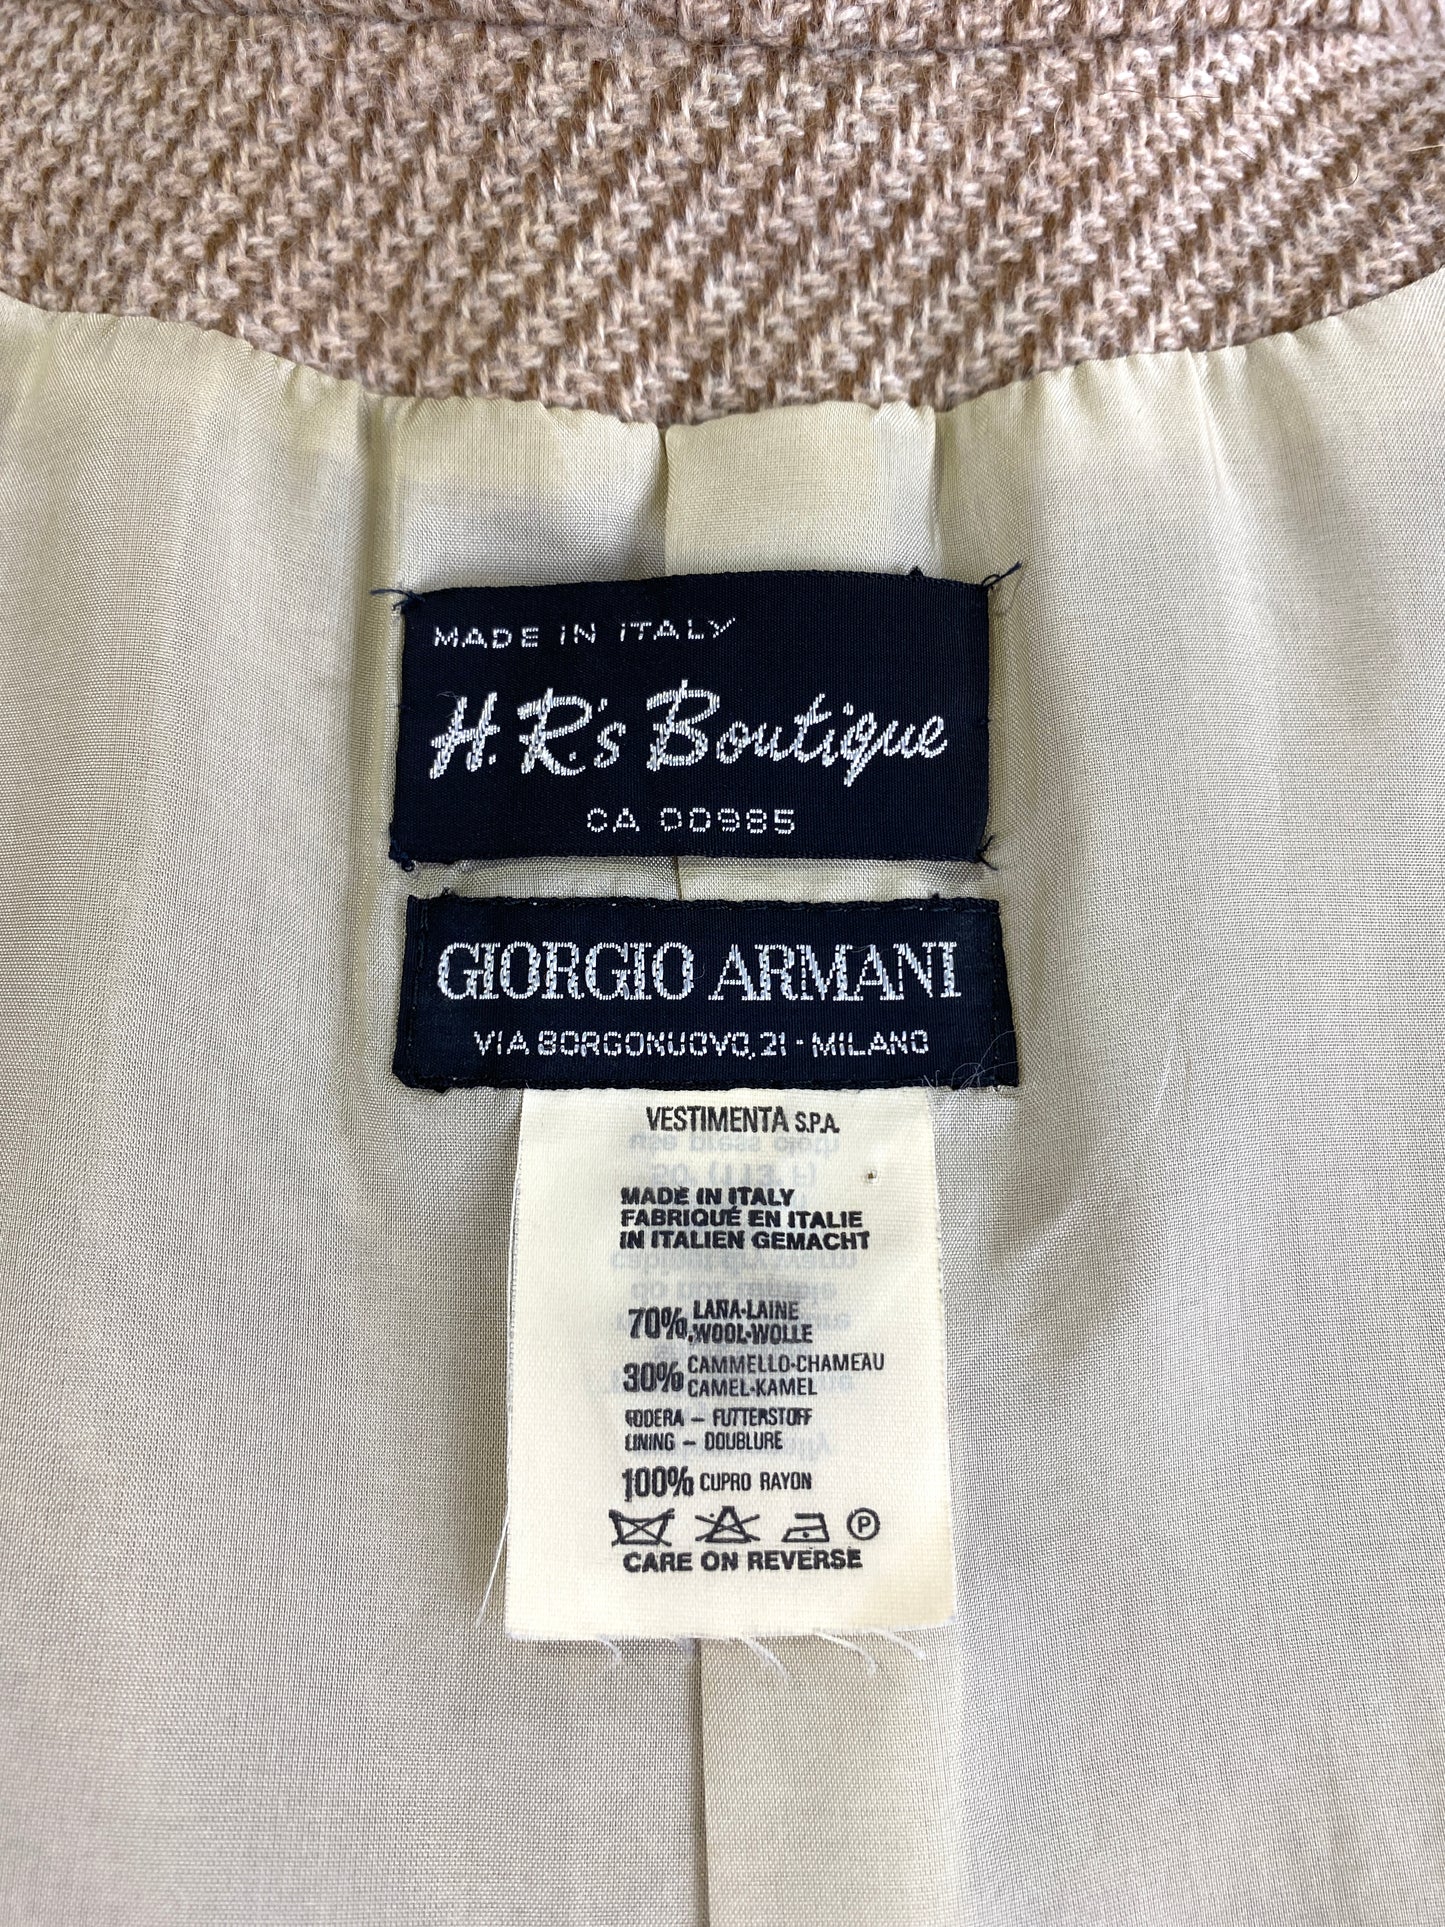 MADE IN ITALY
H.R.'s Boutique
CA 00985
GIORGIO ARMANI
VIA BORGONUOVO, 21 - MILANO
VESTIMENTA S.P.A.
MADE IN ITALY
FABRIQUÉ EN ITALIE
IN ITALIEN GEMACHT
70% LANA-LAINE
WOOL-WOLLE
30% CAMMELLO-CHAMEAU
CAMEL-KAMEL
FODERA – FUTTERSTOFF
LINING – DOUBLURE
100% CUPRO RAYON
P
CARE ON REVERSE